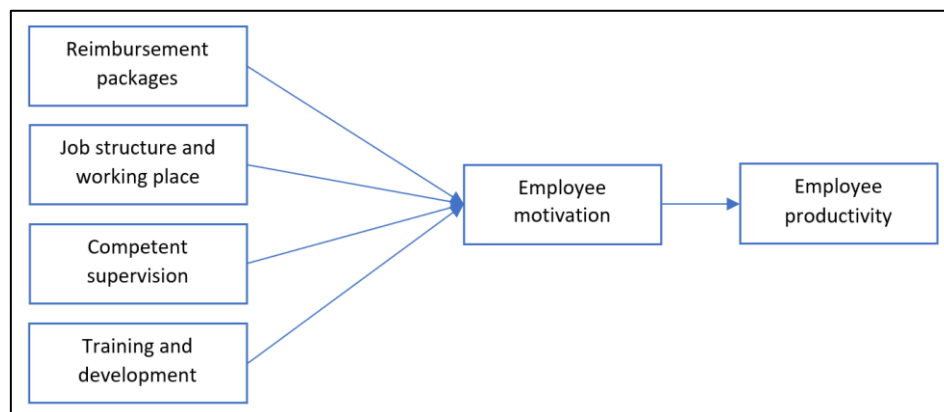 Reimbursement
packages
Job structure and
working place
Competent
supervision
Training and
development
Employee
motivation
Employee
productivity